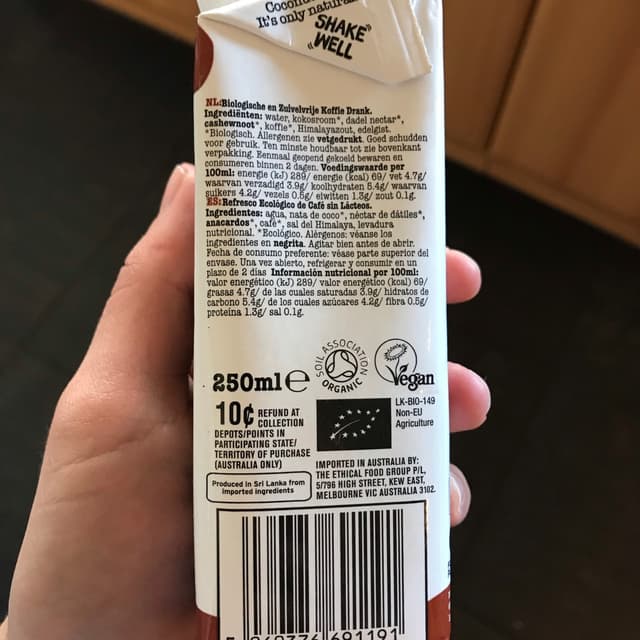 It's only natural
SHAKE
WELL
NL:Biologische en Zuivelvrije Koffie Drank.
Ingrediënten: water, kokosroom*, dadel nectar*,
cashewnoot*, koffie*, Himalayazout, edelgist.
*Biologisch. Allergenen zie vetgedrukt. Goed schudden
voor gebruik. Ten minste houdbaar tot zie bovenkant
verpakking. Eenmaal geopend gekoeld bewaren en
consumeren binnen 2 dagen. Voedingswaarde per
100ml: energie (kJ) 289/ energie (kcal) 69/ vet 4.7g/
waarvan verzadigd 3.9g/ koolhydraten 5.4g/ waarvan
suikers 4.2g/ vezels 0.5g/ eiwitten 1.3g/ zout 0.1g.
ES:Refresco Ecológico de Café sin Lácteos.
Ingredientes: agua, nata de coco*, néctar de dátiles*,
anacardos*, café*, sal del Himalaya, levadura
nutricional. *Ecológico. Alérgenos: véanse los
ingredientes en negrita. Agitar bien antes de abrir.
Fecha de consumo preferente: véase parte superior del
envase. Una vez abierto, refrigerar y consumir en un
plazo de 2 días Información nutricional por 100ml:
valor energético (kJ) 289/ valor energético (kcal) 69/
grasas 4.7g/ de las cuales saturadas 3.9g/ hidratos de
carbono 5.4g/ de los cuales azúcares 4.2g/ fibra 0.5g/
proteína 1.3g/ sal 0.1g.
250ml e
SOIL ASSOCIATION
ORGANIC
Vegan
10¢ REFUND AT
COLLECTION
DEPOTS/POINTS IN
PARTICIPATING STATE/
TERRITORY OF PURCHASE
(AUSTRALIA ONLY)
LK-BIO-149
Non-EU
Agriculture
Produced in Sri Lanka from
imported ingredients
IMPORTED IN AUSTRALIA BY:
THE ETHICAL FOOD GROUP P/L,
5/796 HIGH STREET, KEW EAST,
MELBOURNE VIC AUSTRALIA 3102.
691191